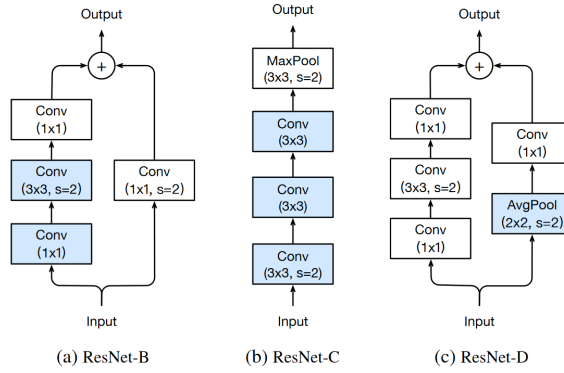 Output
+
Conv
(1x1)
Conv
(3x3, s=2)
Conv
(1x1)
Conv
(1x1, s=2)
Input
(a) ResNet-B
Output
MaxPool
(3x3, s=2)
Conv
(3x3)
Conv
(3x3)
Conv
(3x3, s=2)
Input
(b) ResNet-C
Output
+
Conv
(1x1)
Conv
(3x3, s=2)
Conv
(1x1)
Conv
(1x1)
AvgPool
(2x2, s=2)
Input
(c) ResNet-D